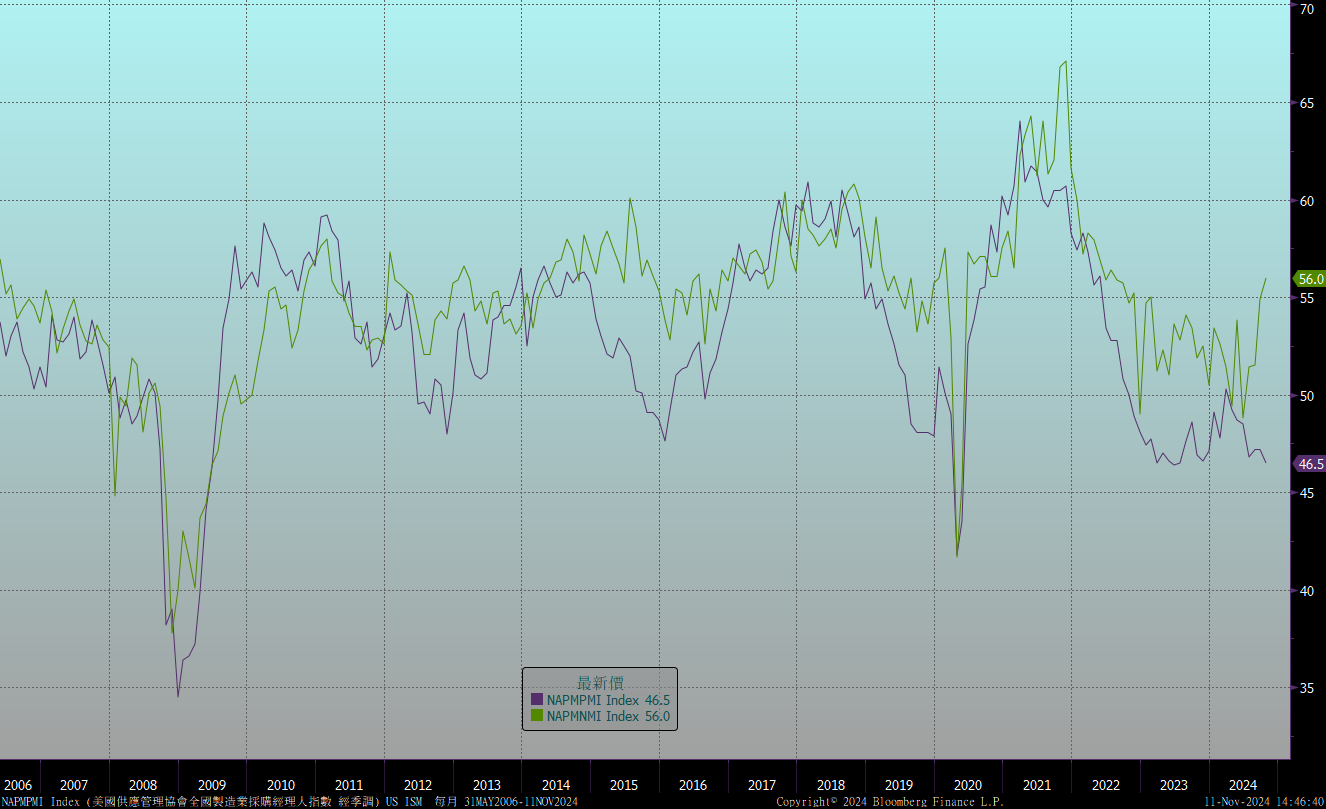 70
65
60
56.0
55
50
46.5
45
40
35
最新價
NAPMPMI Index 46.5
NAPMNMI Index 56.0
2006 2007 2008 2009 2010 2011 2012 2013 2014 2015 2016 2017 2018 2019 2020 2021 2022 2023 2024
NAPMPMI Index (美國供應管理協會全國製造業採購經理人指數 經季調) US ISM 每月 31MAY2006-11NOV2024 Copyright© 2024 Bloomberg Finance L.P. 11-Nov-2024 14:46:40